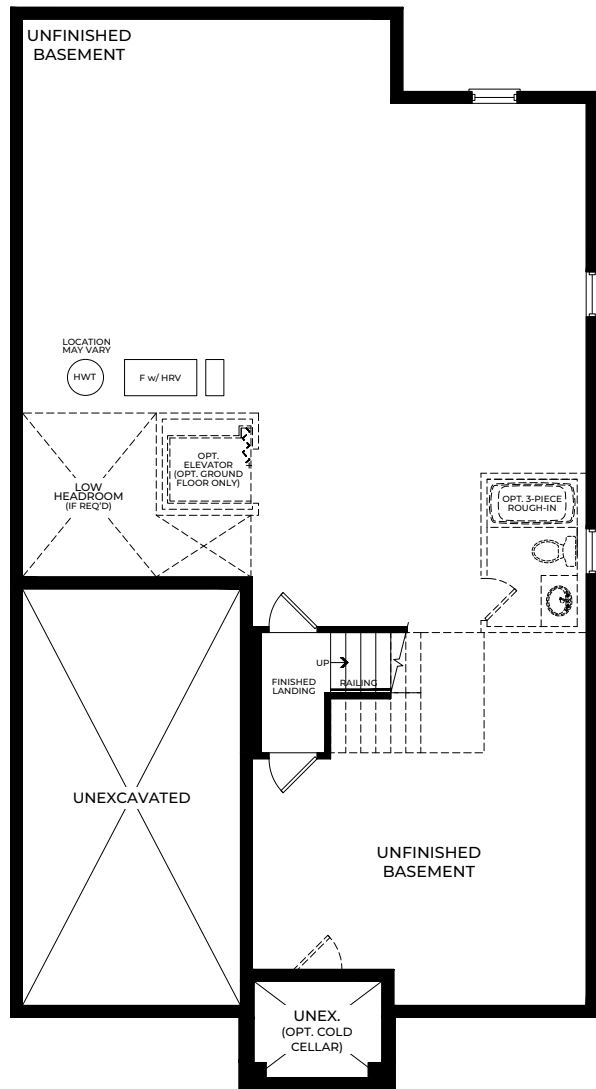 UNFINISHED
BASEMENT
LOCATION
MAY VARY
HWT
F w/ HRV
OPT.
ELEVATOR
(OPT. GROUND
FLOOR ONLY)
LOW
HEADROOM
(IF REQ'D)
OPT. 3-PIECE
ROUGH-IN
UP
FINISHED
LANDING
RAILING
UNEXCAVATED
UNFINISHED
BASEMENT
UNEX.
(OPT. COLD
CELLAR)